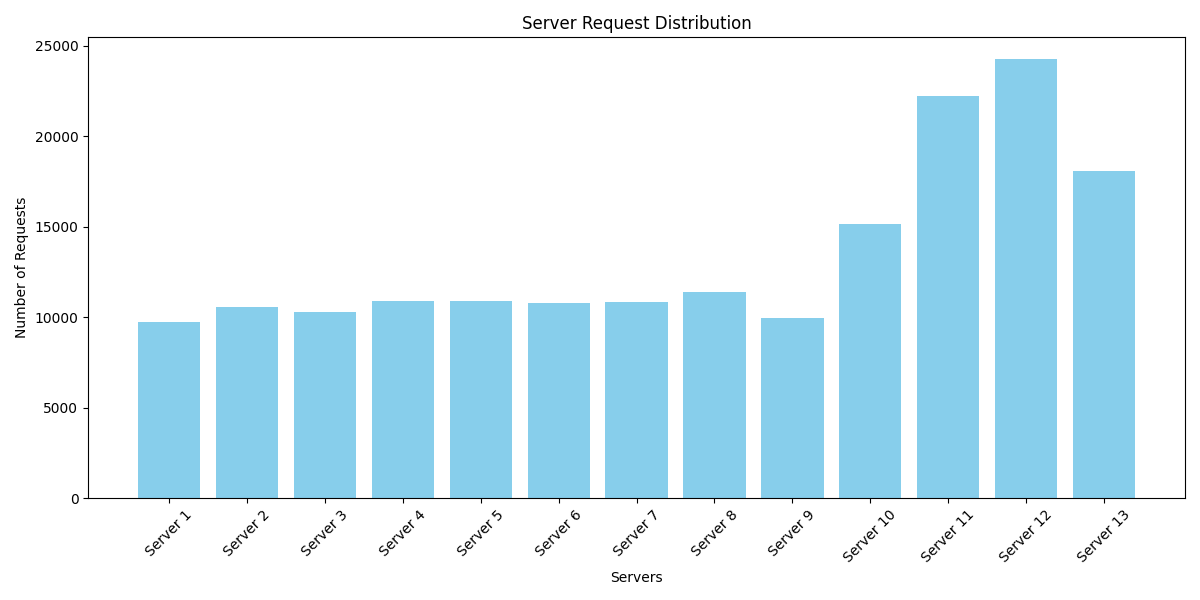 Server Request Distribution
Number of Requests
25000
20000
15000
10000
5000
0
Server 1
Server 2
Server 3
Server 4
Server 5
Server 6
Server 7
Server 8
Server 9
Server 10
Server 11
Server 12
Server 13
Servers